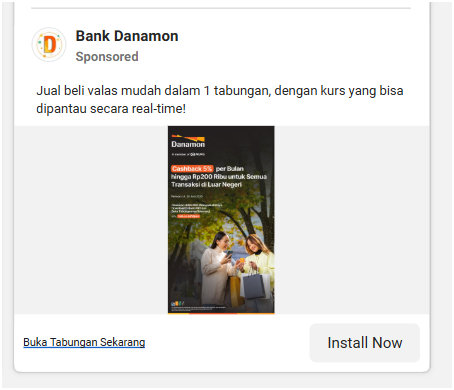 Bank Danamon
Sponsored
Jual beli valas mudah dalam 1 tabungan, dengan kurs yang bisa
dipantau secara real-time!
Danamon
A member of MUFG
Cashback 5% per Bulan
hingga Rp200 Ribu untuk Semua
Transaksi di Luar Negeri
Buka Tabungan Sekarang
Install Now